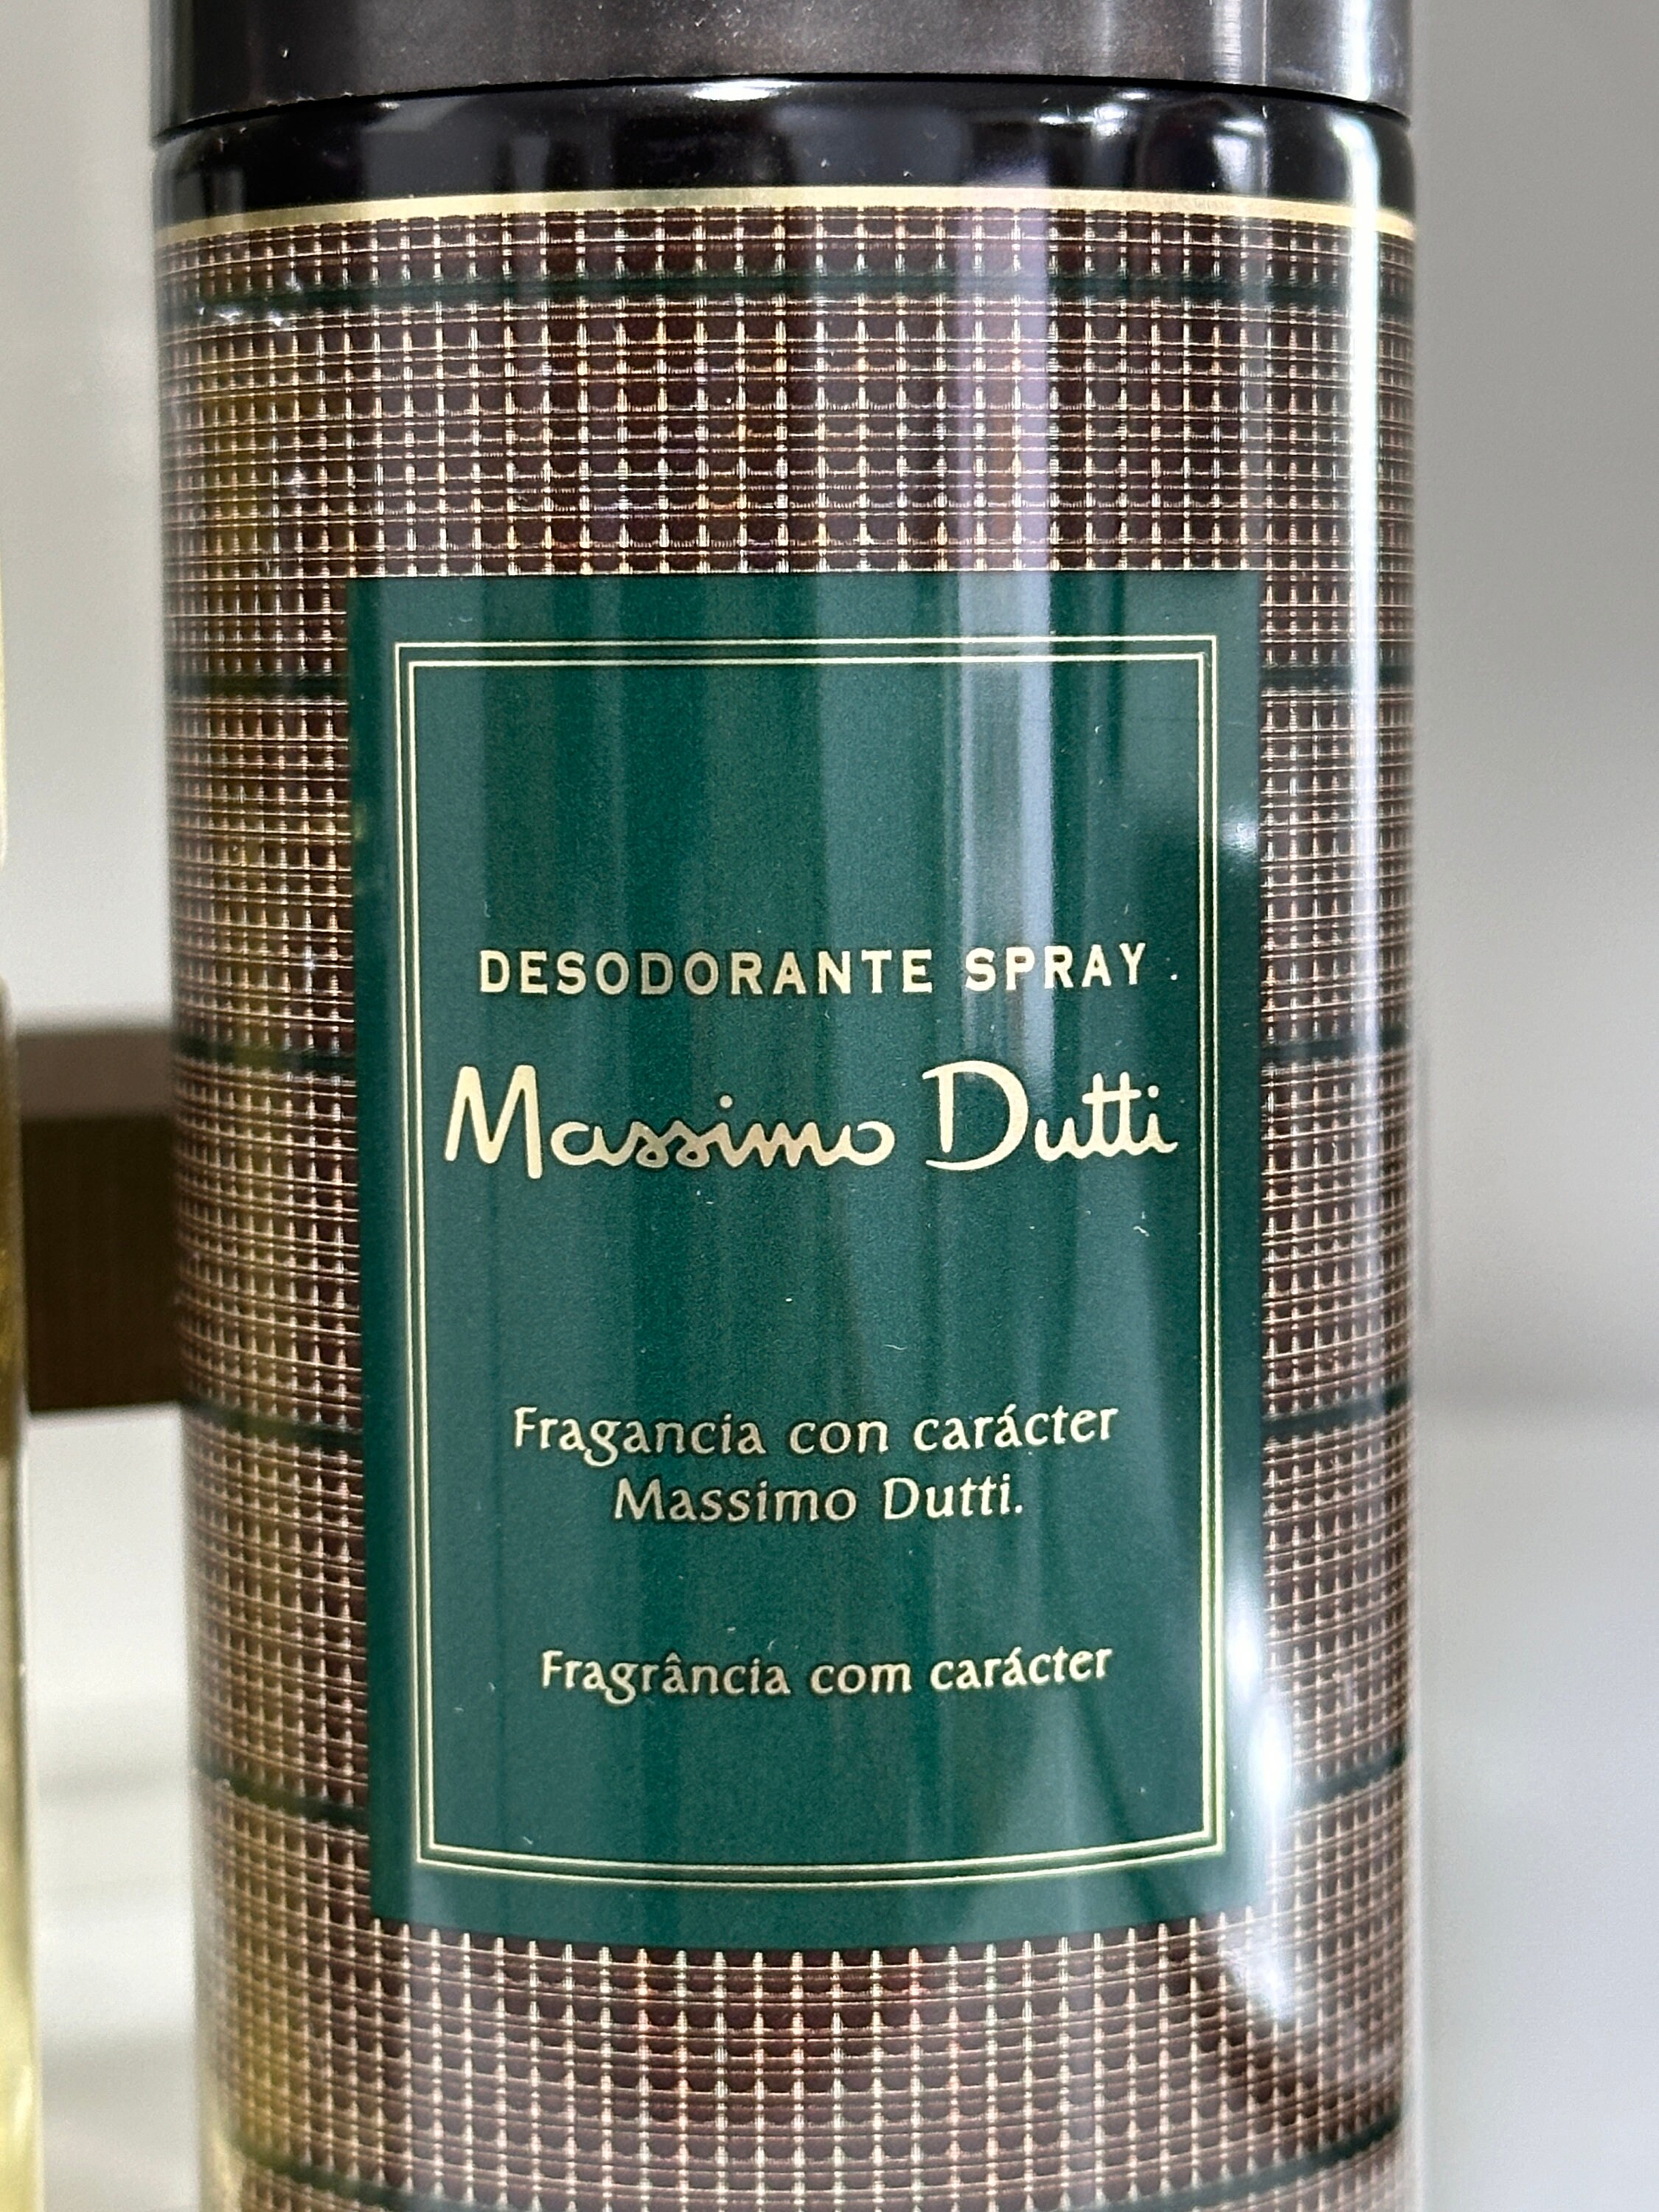 DESODORANTE SPRAY
Massimo Dutti
Fragancia con carácter
Massimo Dutti.
Fragrância com carácter